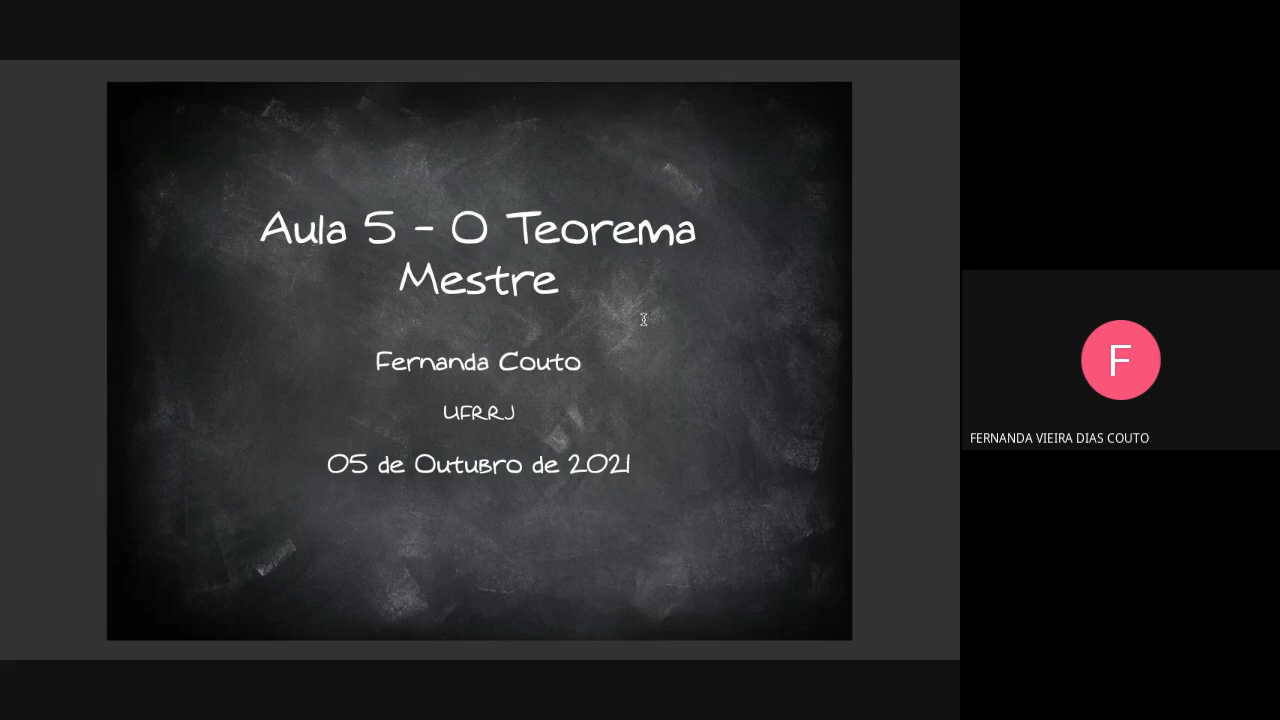 Aula 5 - O Teorema
Mestre
Fernanda Couto
UFRRJ
05 de Outubro de 2021
F
FERNANDA VIEIRA DIAS COUTO